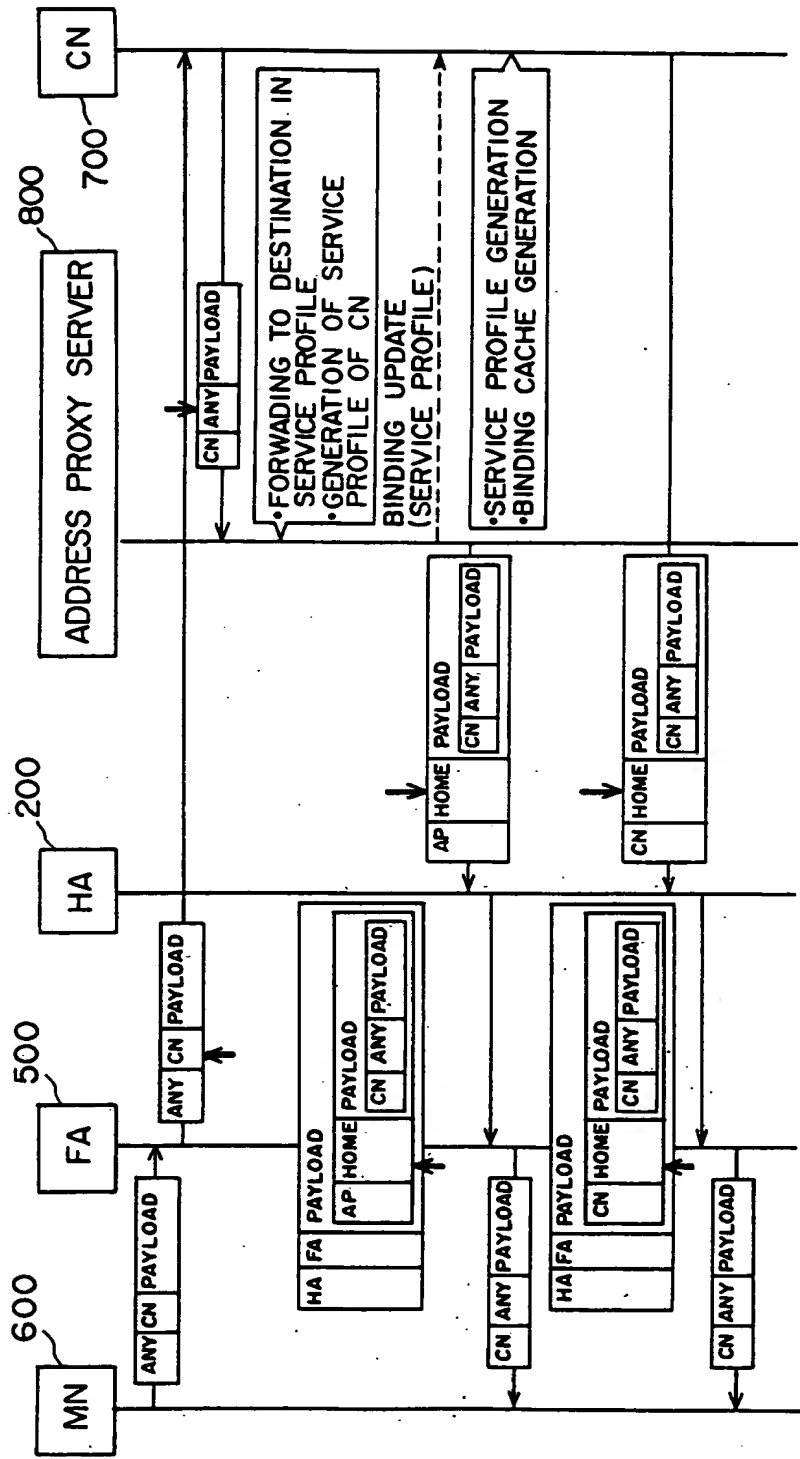 MN
600
FA
500
HA
200
ADDRESS PROXY SERVER
800
CN
700
ANY CN PAYLOAD
ANY CN PAYLOAD
CN ANY PAYLOAD
•FORWADING TO DESTINATION IN
SERVICE PROFILE
•GENERATION OF SERVICE
PROFILE OF CN
BINDING UPDATE
(SERVICE PROFILE)
AP HOME PAYLOAD
CN ANY PAYLOAD
HA FA PAYLOAD
AP HOME PAYLOAD
CN ANY PAYLOAD
CN ANY PAYLOAD
•SERVICE PROFILE GENERATION
•BINDING CACHE GENERATION
CN HOME PAYLOAD
CN ANY PAYLOAD
HA FA PAYLOAD
CN HOME PAYLOAD
CN ANY PAYLOAD
CN ANY PAYLOAD